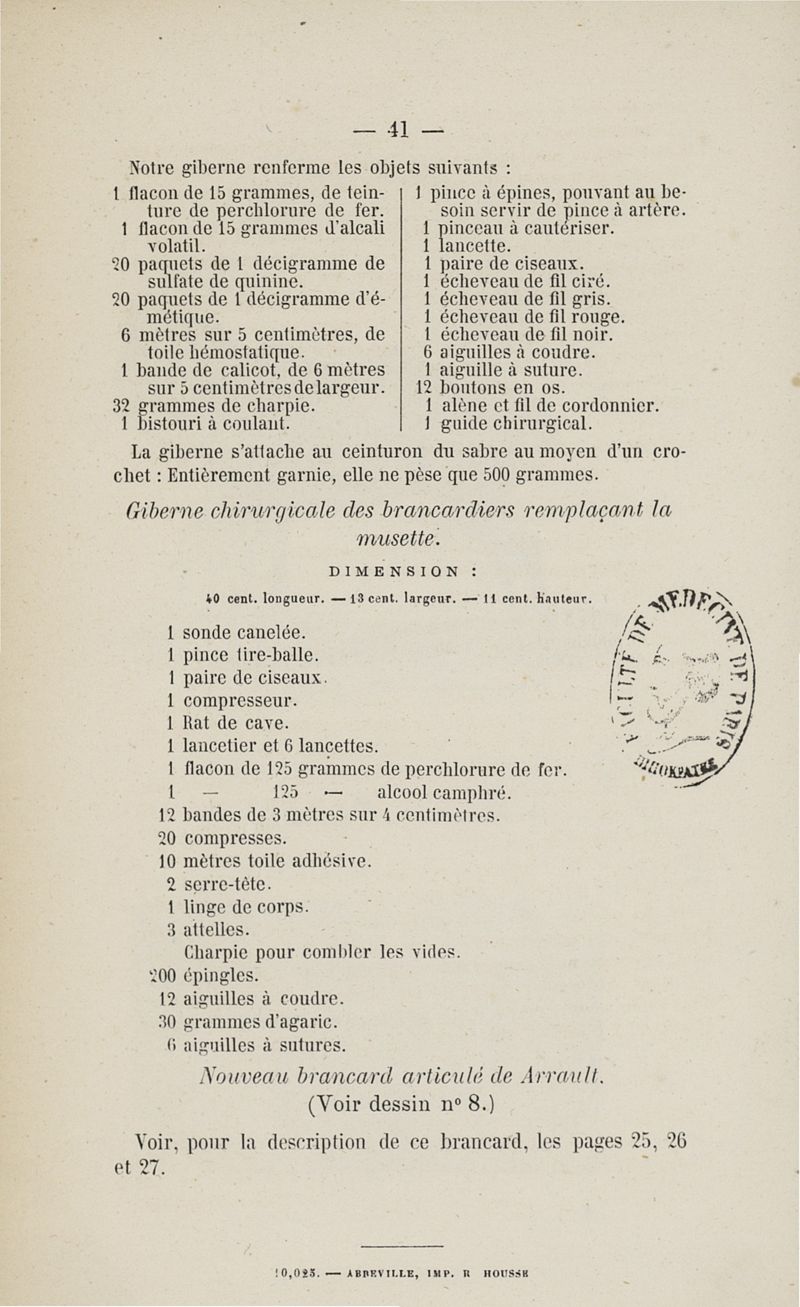 — 41 —
Notre giberne renferme les objets suivants :
1 flacon de 15 grammes, de tein-
ture de perchlorure de fer.
1 flacon de 15 grammes d'alcali
volatil.
20 paquets de 1 décigramme de
sulfate de quinine.
20 paquets de 1 décigramme d'é-
métique.
6 mètres sur 5 centimètres, de
toile hémostatique.
1 bande de calicot, de 6 mètres
sur 5 centimètres de largeur.
32 grammes de charpie.
1 bistouri à coulant.
1 pince à épines, pouvant au be-
soin servir de pince à artère.
1 pinceau à cautériser.
1 lancette.
1 paire de ciseaux.
1 écheveau de fil ciré.
1 écheveau de fil gris.
1 écheveau de fil rouge.
1 écheveau de fil noir.
6 aiguilles à coudre.
1 aiguille à suture.
12 boutons en os.
1 alène et fil de cordonnier.
1 guide chirurgical.
La giberne s'attache au ceinturon du sabre au moyen d'un cro-
chet : Entièrement garnie, elle ne pèse que 500 grammes.
Giberne chirurgicale des brancardiers remplaçant la
musette.
DIMENSION :
40 cent. longueur. — 13 cent. largeur. — 11 cent. hauteur.
1 sonde canelée.
1 pince tire-balle.
1 paire de ciseaux.
1 compresseur.
1 Rat de cave.
1 lancetier et 6 lancettes.
1 flacon de 125 grammes de perchlorure de fer.
1 — 125 — alcool camphré.
12 bandes de 3 mètres sur 4 centimètres.
20 compresses.
10 mètres toile adhésive.
2 serre-tête.
1 linge de corps.
3 attelles.
Charpie pour combler les vides.
200 épingles.
12 aiguilles à coudre.
30 grammes d'agaric.
6 aiguilles à sutures.
Nouveau brancard articulé de Arrault.
(Voir dessin nº 8.)
Voir, pour la description de ce brancard, les pages 25, 26
et 27.
10,025. — ABBEVILLE, IMP. R HOUSSE